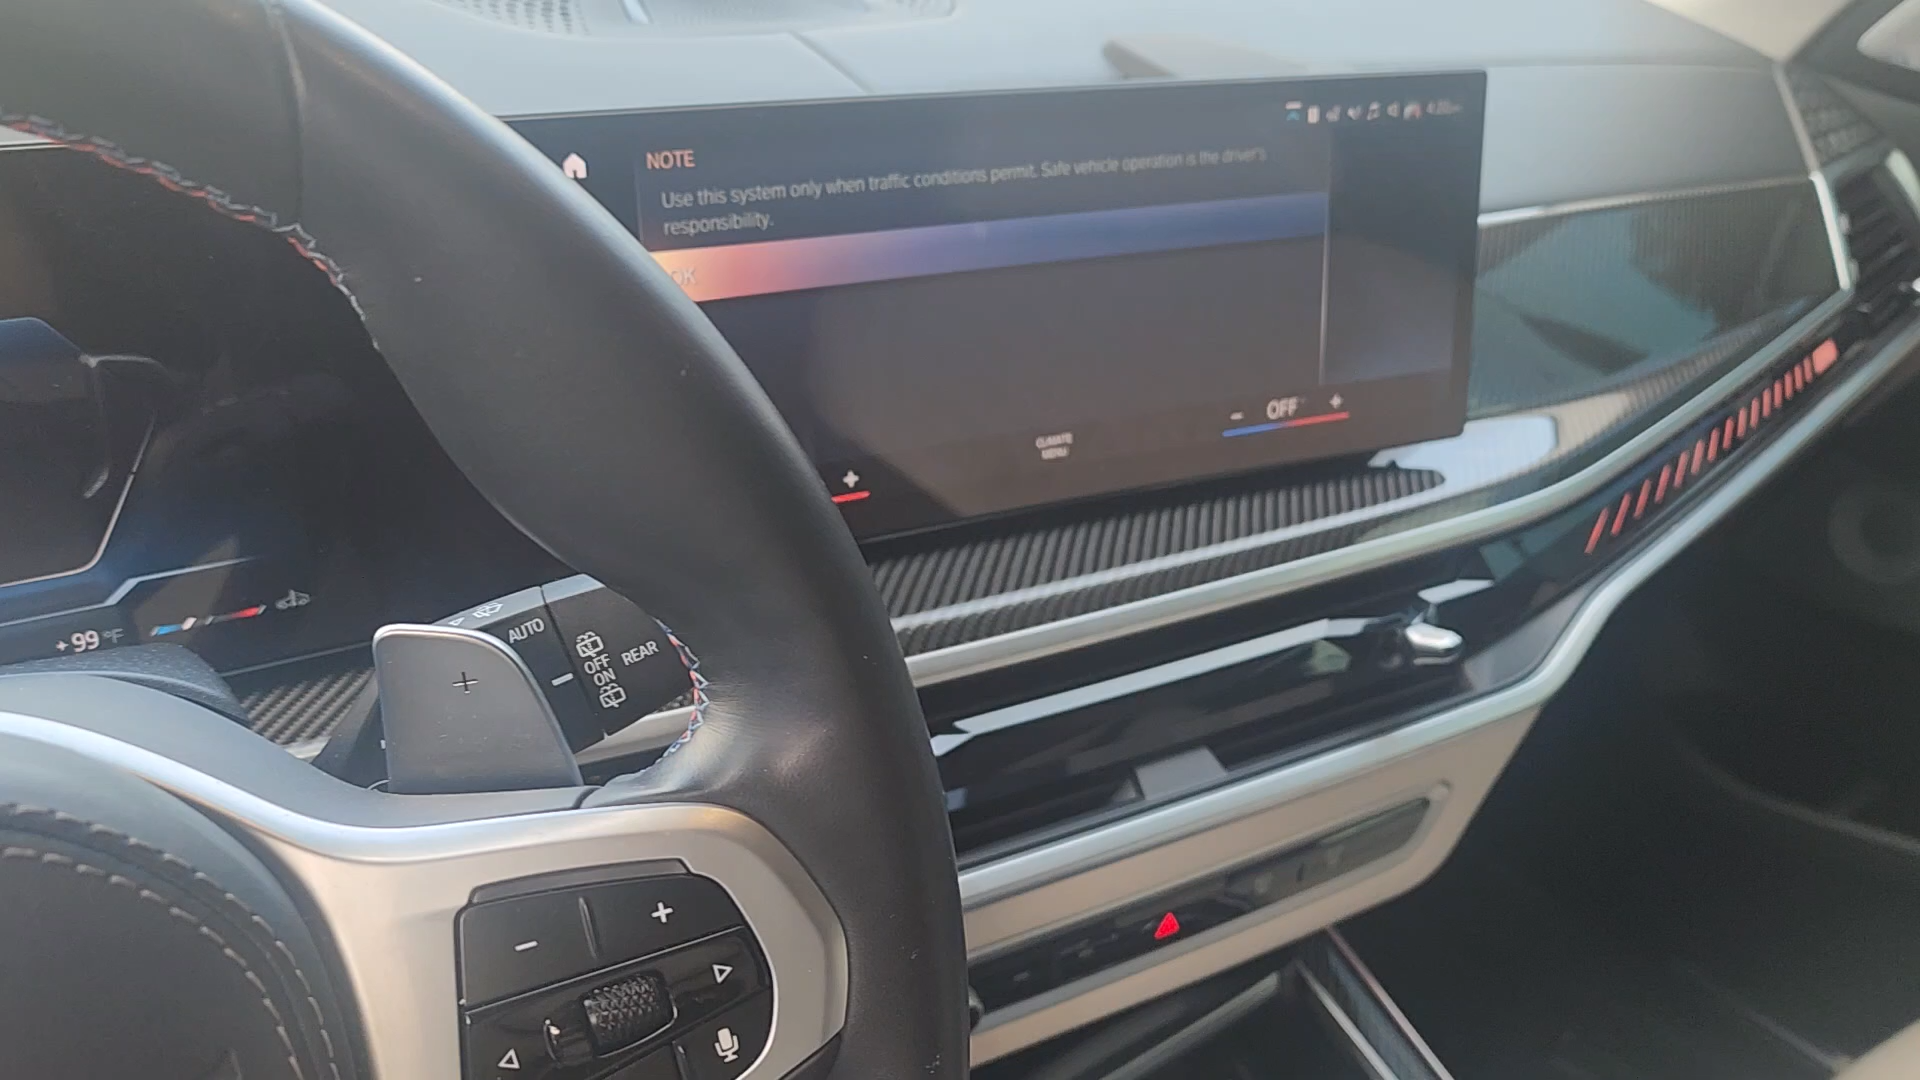 NOTE
Use this system only when traffic conditions permit. Safe vehicle operation is the driver's
responsibility.
OK
- OFF +
CLIMATE
MENU
+
+99 °F
AUTO
OFF
ON
REAR
+
-
- +